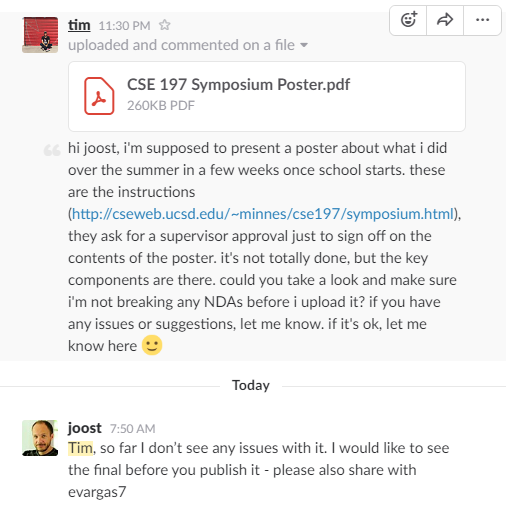 tim 11:30 PM
uploaded and commented on a file
CSE 197 Symposium Poster.pdf
260KB PDF
hi joost, i'm supposed to present a poster about what i did
over the summer in a few weeks once school starts. these
are the instructions
(http://cseweb.ucsd.edu/~minnes/cse197/symposium.html),
they ask for a supervisor approval just to sign off on the
contents of the poster. it's not totally done, but the key
components are there. could you take a look and make sure
i'm not breaking any NDAs before i upload it? if you have
any issues or suggestions, let me know. if it's ok, let me
know here
Today
joost 7:50 AM
Tim, so far I don't see any issues with it. I would like to see
the final before you publish it - please also share with
evargas7